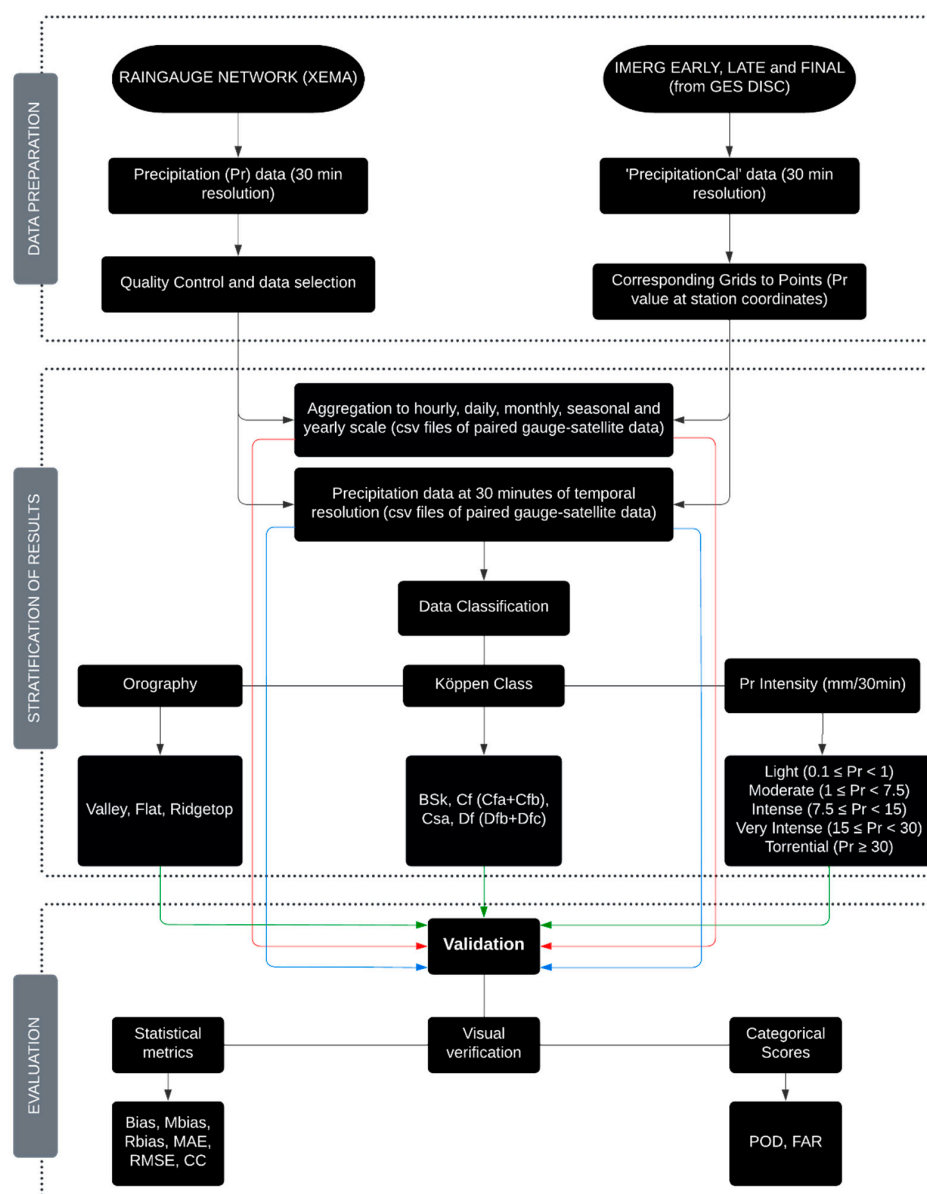 DATA PREPARATION
RAINGAUGE NETWORK (XEMA)
IMERG EARLY, LATE and FINAL
(from GES DISC)
Precipitation (Pr) data (30 min
resolution)
'PrecipitationCal' data (30 min
resolution)
Quality Control and data selection
Corresponding Grids to Points (Pr
value at station coordinates)
STRATIFICATION OF RESULTS
Aggregation to hourly, daily, monthly, seasonal and
yearly scale (csv files of paired gauge-satellite data)
Precipitation data at 30 minutes of temporal
resolution (csv files of paired gauge-satellite data)
Data Classification
Orography
Köppen Class
Pr Intensity (mm/30min)
Valley, Flat, Ridgetop
BSk, Cf (Cfa+Cfb),
Csa, Df (Dfb+Dfc)
Light (0.1 ≤ Pr < 1)
Moderate (1 ≤ Pr < 7.5)
Intense (7.5 ≤ Pr < 15)
Very Intense (15 ≤ Pr < 30)
Torrential (Pr ≥ 30)
EVALUATION
Validation
Statistical
metrics
Visual
verification
Categorical
Scores
Bias, Mbias,
Rbias, MAE,
RMSE, CC
POD, FAR